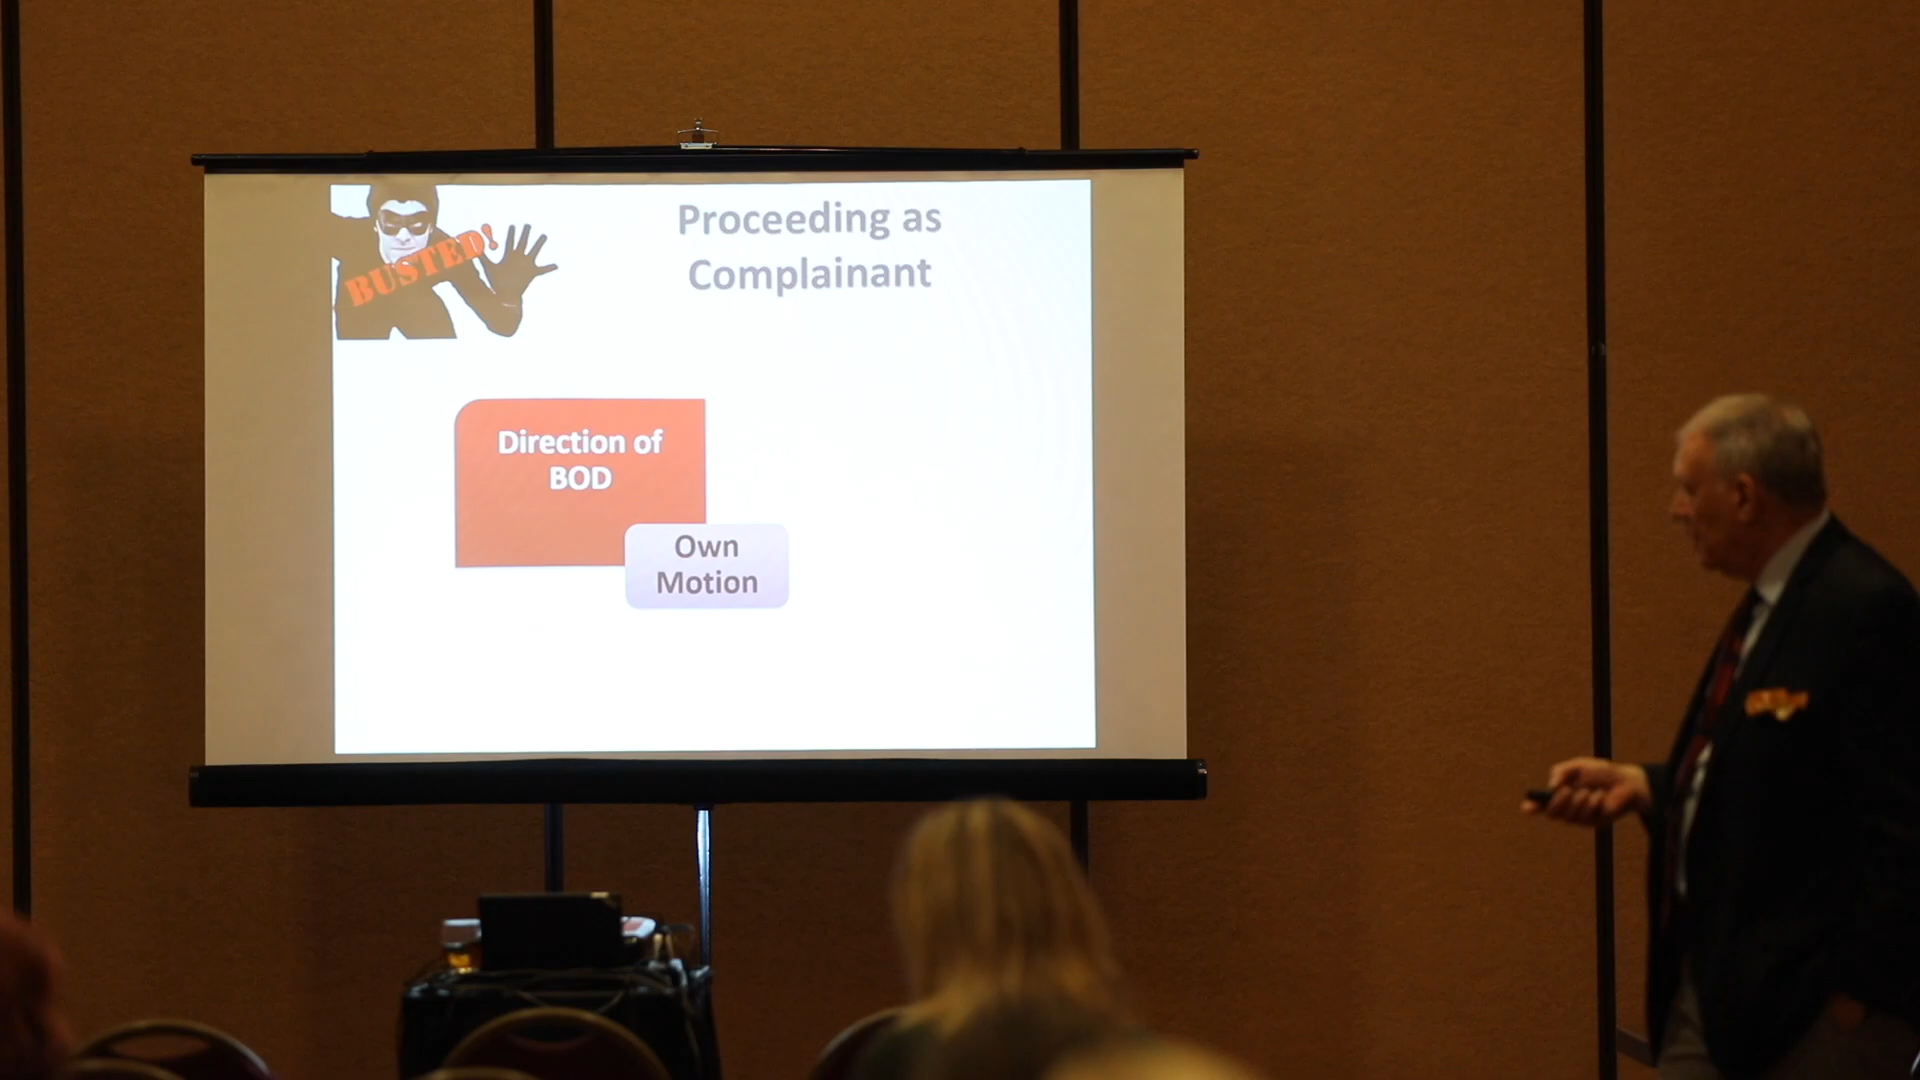 BUSTED!
Proceeding as
Complainant
Direction of
BOD
Own
Motion